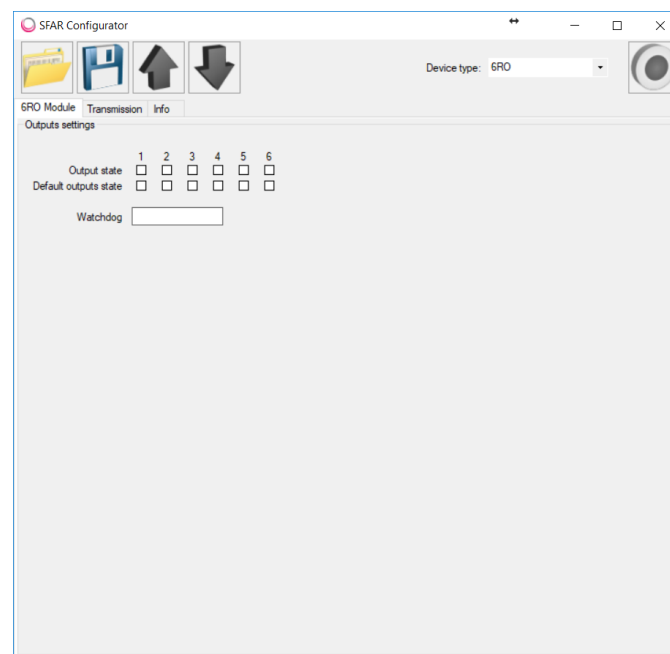 SFAR Configurator
Device type: 6RO
6RO Module Transmission Info
Outputs settings
1 2 3 4 5 6
Output state
Default outputs state
Watchdog